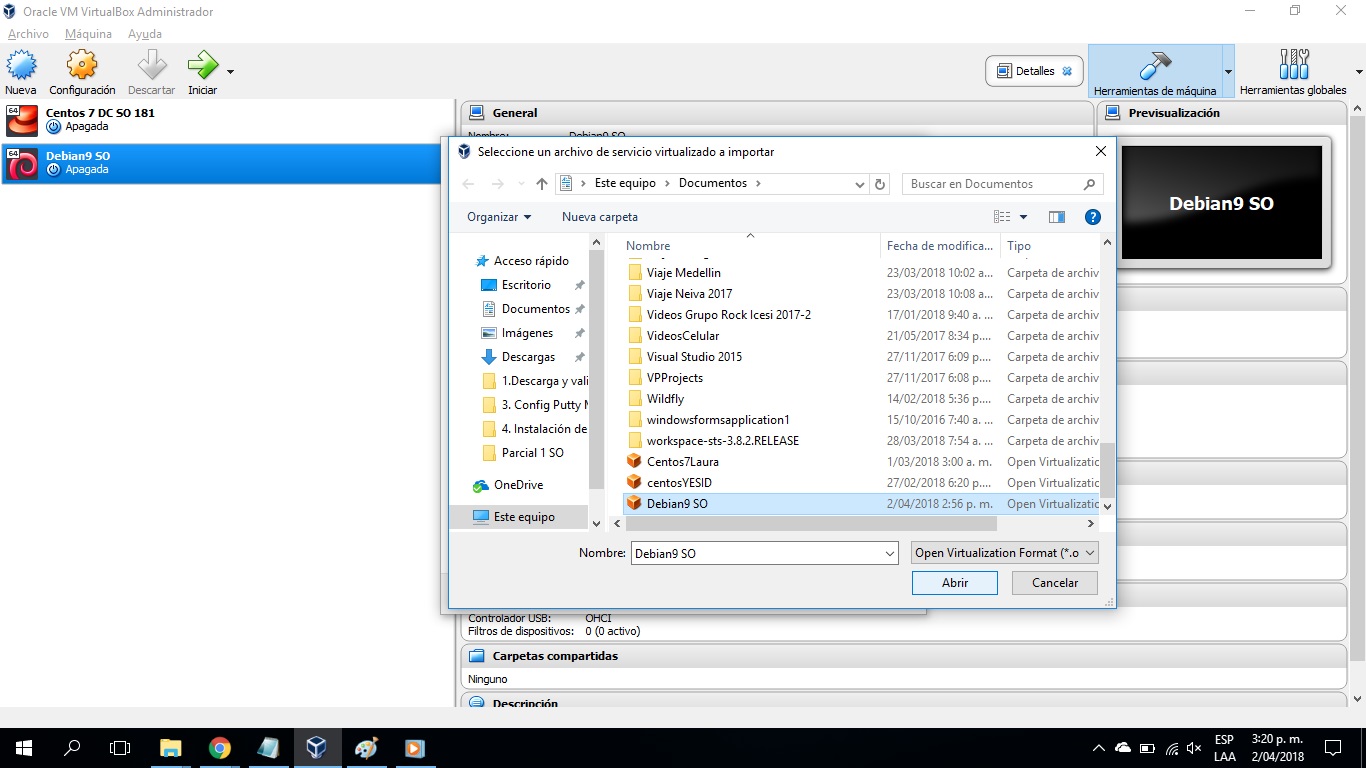 Oracle VM VirtualBox Administrador
Archivo Máquina Ayuda
Nueva Configuración Descartar Iniciar
Detalles
Herramientas de máquina Herramientas globales
64 Centos 7 DC SO 181
Apagada
64 Debian9 SO
Apagada
General
Previsualización
Debian9 SO
Debian9 SO
Seleccione un archivo de servicio virtualizado a importar
Este equipo Documentos
Buscar en Documentos
Organizar Nueva carpeta
Nombre Fecha de modifica... Tipo
Acceso rápido
Escritorio
Documentos
Imágenes
Descargas
1.Descarga y vali
3. Config Putty M
4. Instalación de
Parcial 1 SO
OneDrive
Este equipo
Viaje Medellin 23/03/2018 10:02 a... Carpeta de archiv
Viaje Neiva 2017 23/03/2018 10:08 a... Carpeta de archiv
Videos Grupo Rock Icesi 2017-2 17/01/2018 9:40 a. ... Carpeta de archiv
VideosCelular 21/05/2017 8:34 p.... Carpeta de archiv
Visual Studio 2015 27/11/2017 6:09 p.... Carpeta de archiv
VPProjects 27/11/2017 6:08 p.... Carpeta de archiv
Wildfly 14/02/2018 5:36 p.... Carpeta de archiv
windowsformsapplication1 15/10/2016 7:40 a. ... Carpeta de archiv
workspace-sts-3.8.2.RELEASE 28/03/2018 7:54 a. ... Carpeta de archiv
Centos7Laura 1/03/2018 3:00 a. m. Open Virtualizatic
centosYESID 27/02/2018 6:20 p.... Open Virtualizatic
Debian9 SO 2/04/2018 2:56 p. m. Open Virtualizatic
Nombre: Debian9 SO Open Virtualization Format (*.o
Abrir Cancelar
Controlador USB: OHCI
Filtros de dispositivos: 0 (0 activo)
Carpetas compartidas
Ninguno
Descripción
ESP 3:20 p. m.
LAA 2/04/2018